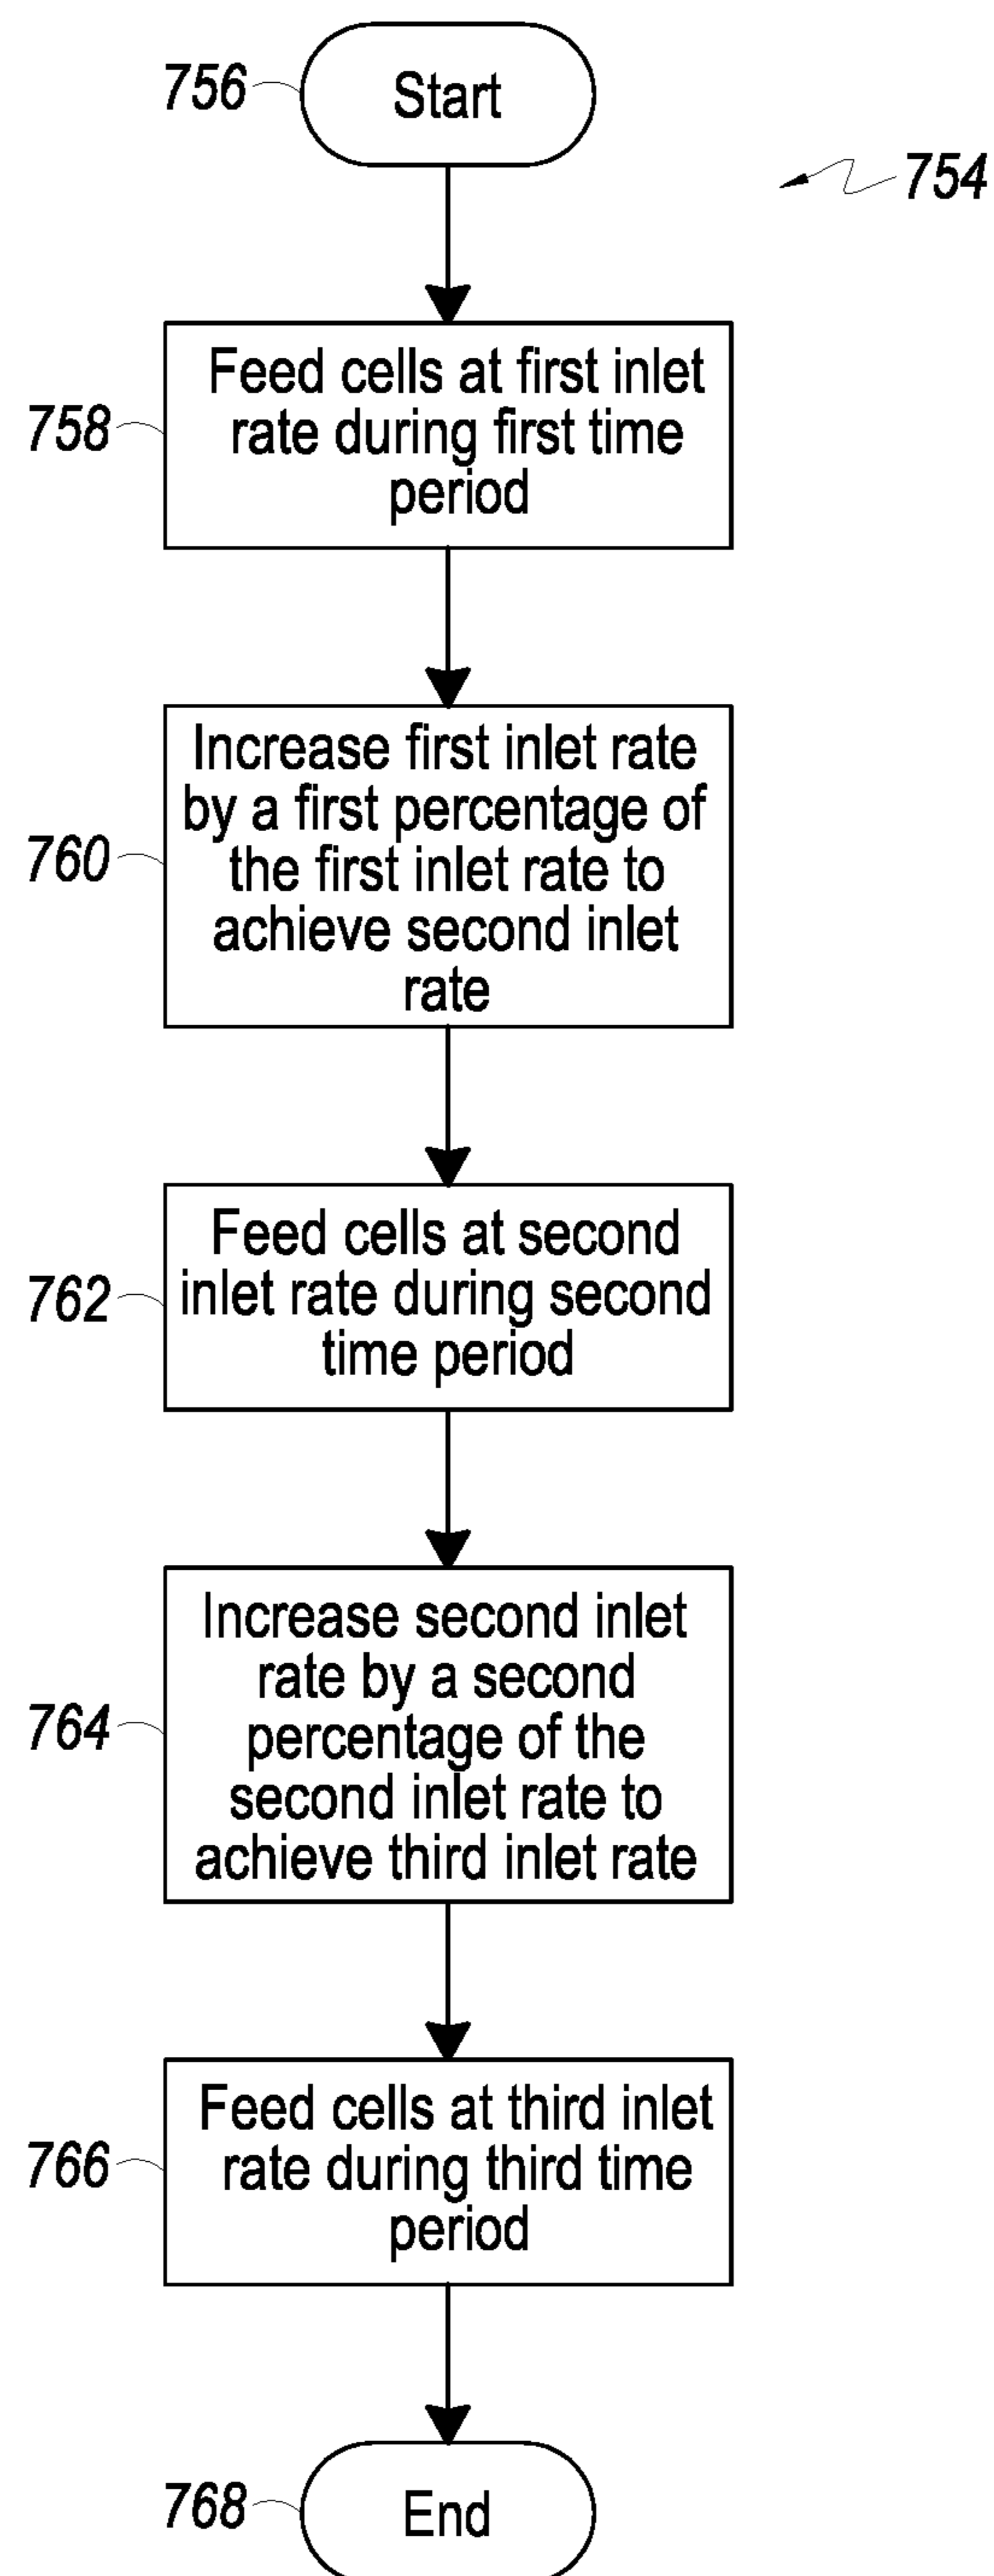 756
Start
754
758
Feed cells at first inlet
rate during first time
period
760
Increase first inlet rate
by a first percentage of
the first inlet rate to
achieve second inlet
rate
762
Feed cells at second
inlet rate during second
time period
764
Increase second inlet
rate by a second
percentage of the
second inlet rate to
achieve third inlet rate
766
Feed cells at third inlet
rate during third time
period
768
End